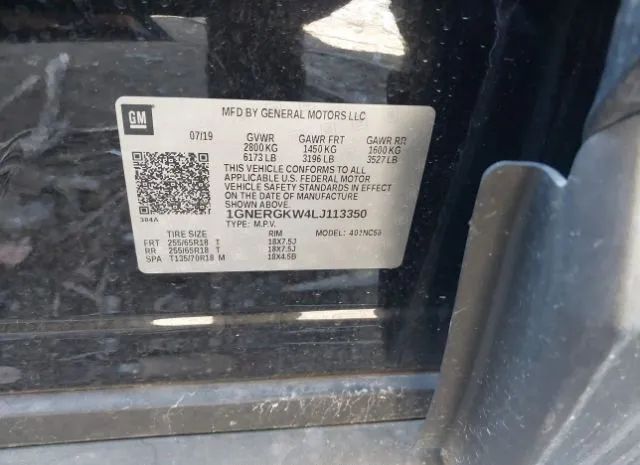 GM
MFD BY GENERAL MOTORS LLC
07/19 GVWR GAWR FRT GAWR RR
2800 KG 1450 KG 1600 KG
6173 LB 3196 LB 3527 LB
THIS VEHICLE CONFORMS TO ALL
APPLICABLE U.S. FEDERAL MOTOR
VEHICLE SAFETY STANDARDS IN EFFECT
ON THE DATE OF MANUFACTURE
SHOWN ABOVE.
384A
1GNERGKW4LJ113350
TYPE: M.P.V. MODEL:
TIRE SIZE RIM
FRT 255/65R18 T 18X7.5J
RR 255/65R18 T 18X7.5J
SPA T135/70R18 M 18X4.5B